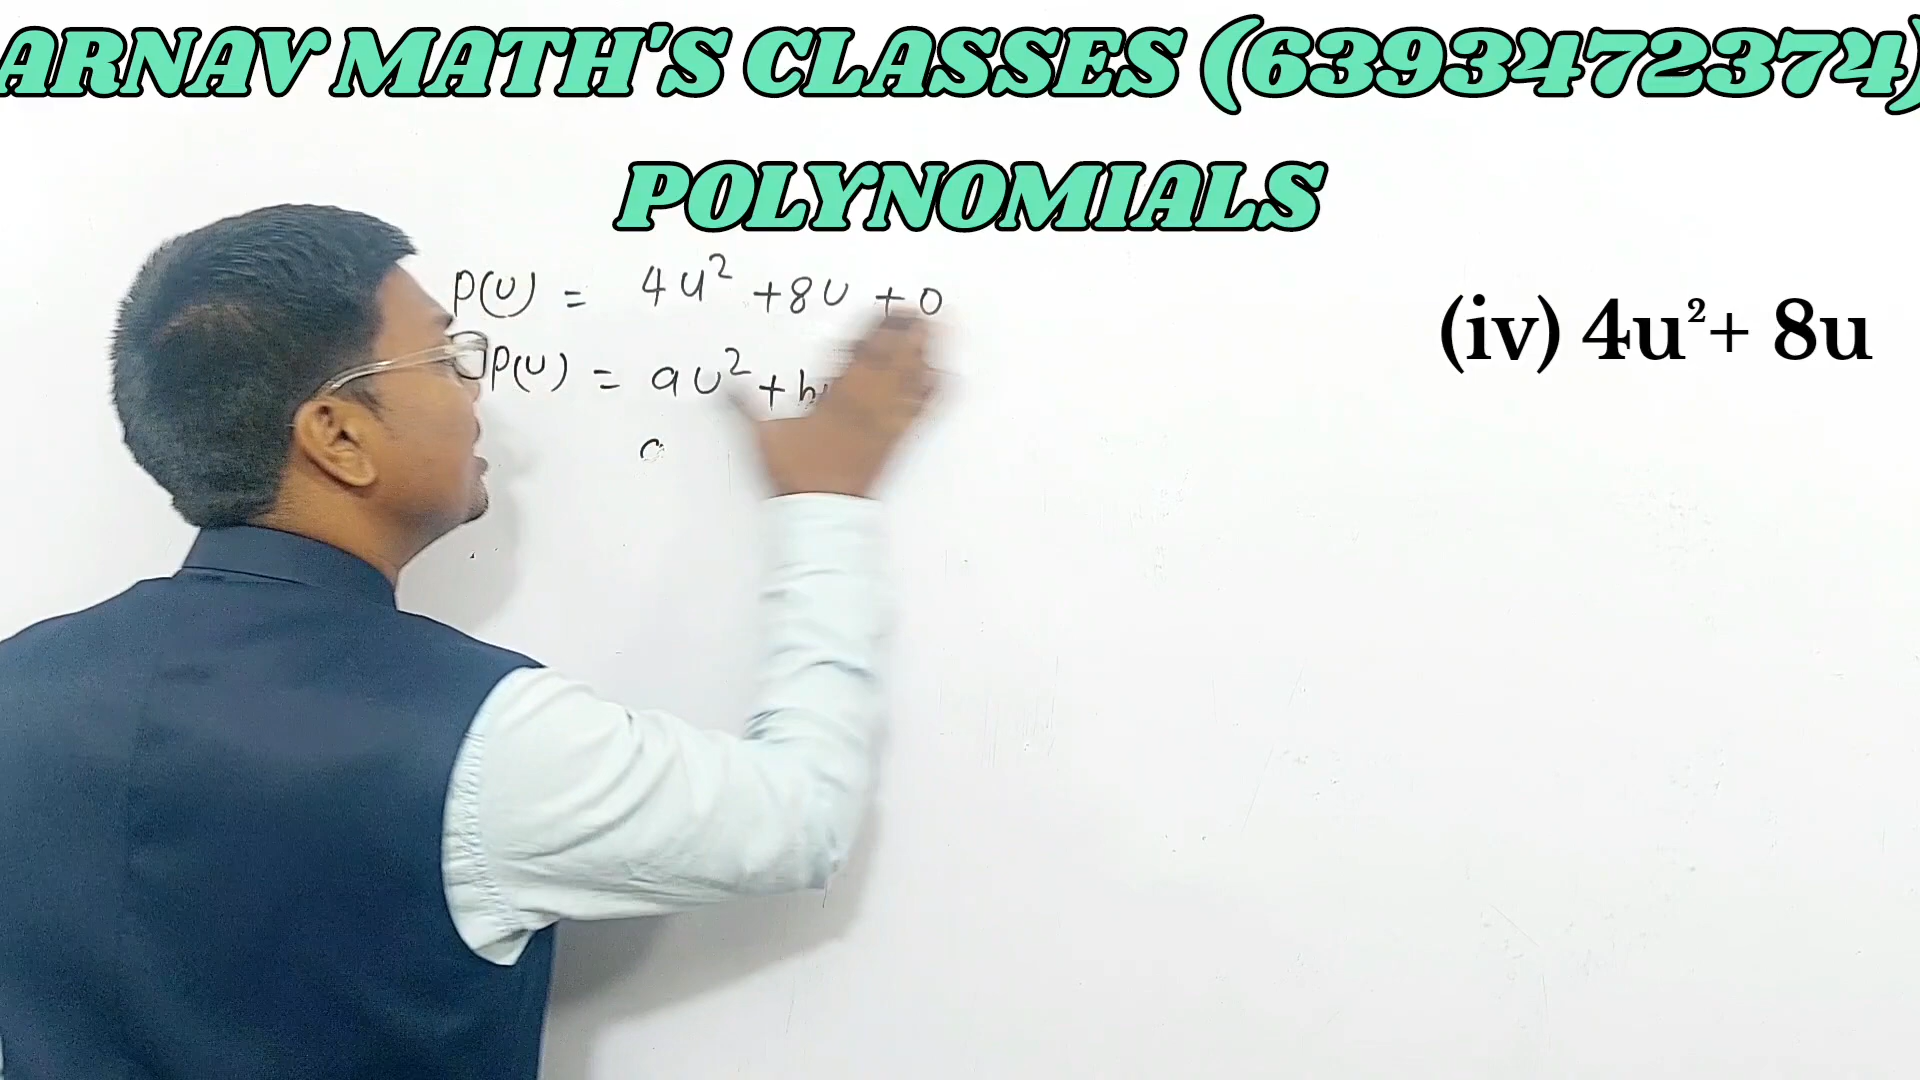 ARNAV MATH'S CLASSES (6393472374)
POLYNOMIALS
P(u) = 4u² + 8u + 0
P(u) = au² + b
a
(iv) 4u² + 8u